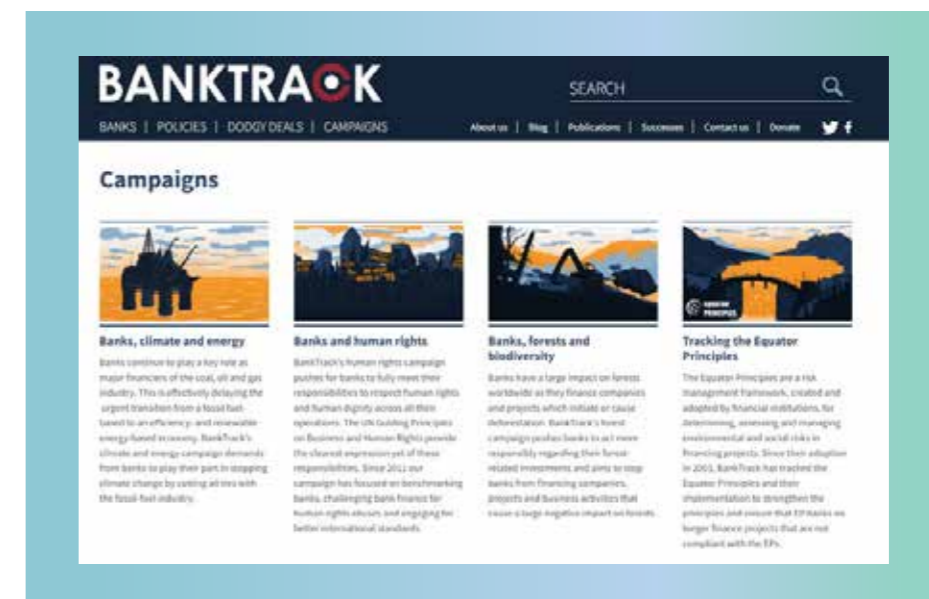 BANKTRACK
SEARCH
BANKS | POLICIES | DODGY DEALS | CAMPAIGNS
About us | Blog | Publications | Successes | Contact us | Donate
Campaigns
Banks, climate and energy
Banks continue to play a key role as
major financiers of the coal, oil and gas
industry. This is effectively delaying the
urgent transition from a fossil fuel
based to an efficiency- and renewable
energy-based economy. BankTrack's
climate and energy campaign demands
from banks to play their part in stopping
climate change by cutting all ties with
the fossil fuel industry.
Banks and human rights
BankTrack's human rights campaign
pushes for banks to fully meet their
responsibilities to respect human rights
and human dignity across all their
operations. The UN Guiding Principles
on Business and Human Rights provide
the clearest expression yet of these
responsibilities. Since 2011 our
campaign has focused on benchmarking
banks, challenging bank finance for
human rights abuses and engaging for
better international standards.
Banks, forests and
biodiversity
Banks have a large impact on forests
worldwide as they finance companies
and projects which initiate or cause
deforestation. BankTrack's forest
campaign pushes banks to act more
responsibly regarding their forest-
related investments and aims to stop
banks from financing companies,
projects and business activities that
cause a large negative impact on forests.
EQUATOR
PRINCIPLES
Tracking the Equator
Principles
The Equator Principles are a risk
management framework, created and
adopted by financial institutions, for
determining, assessing and managing
environmental and social risks in
financing projects. Since their adoption
in 2003, BankTrack has tracked the
Equator Principles and their
implementation to strengthen the
principles and ensure that EP Banks no
longer finance projects that are not
compliant with the EPs.